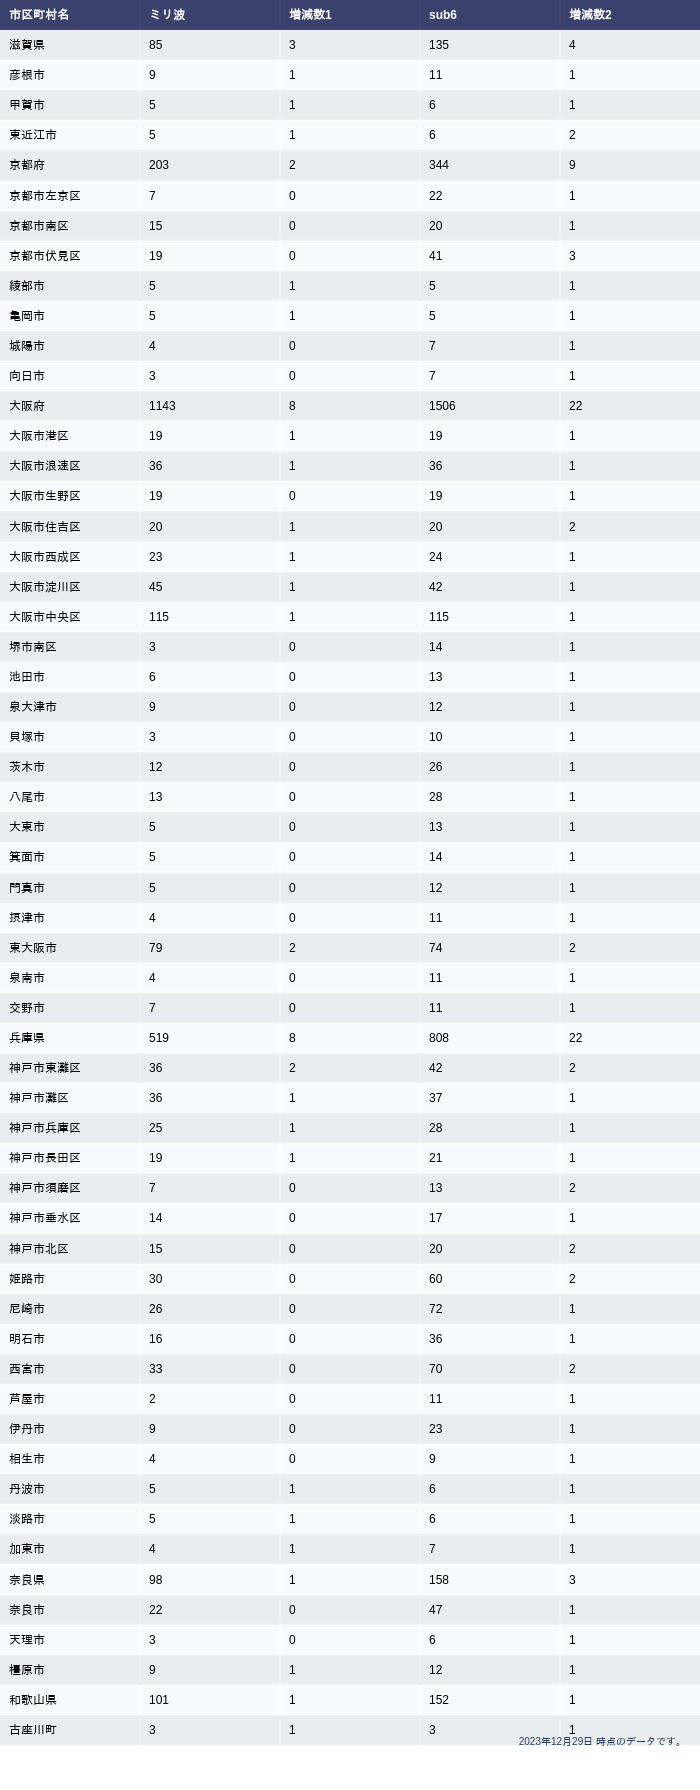 市区町村名 ミリ波 増減数1 sub6 増減数2
滋賀県 85 3 135 4
彦根市 9 1 11 1
甲賀市 5 1 6 1
東近江市 5 1 6 2
京都府 203 2 344 9
京都市左京区 7 0 22 1
京都市南区 15 0 20 1
京都市伏見区 19 0 41 3
綾部市 5 1 5 1
亀岡市 5 1 5 1
城陽市 4 0 7 1
向日市 3 0 7 1
大阪府 1143 8 1506 22
大阪市港区 19 1 19 1
大阪市浪速区 36 1 36 1
大阪市生野区 19 0 19 1
大阪市住吉区 20 1 20 2
大阪市西成区 23 1 24 1
大阪市淀川区 45 1 42 1
大阪市中央区 115 1 115 1
堺市南区 3 0 14 1
池田市 6 0 13 1
泉大津市 9 0 12 1
貝塚市 3 0 10 1
茨木市 12 0 26 1
八尾市 13 0 28 1
大東市 5 0 13 1
箕面市 5 0 14 1
門真市 5 0 12 1
摂津市 4 0 11 1
東大阪市 79 2 74 2
泉南市 4 0 11 1
交野市 7 0 11 1
兵庫県 519 8 808 22
神戸市東灘区 36 2 42 2
神戸市灘区 36 1 37 1
神戸市兵庫区 25 1 28 1
神戸市長田区 19 1 21 1
神戸市須磨区 7 0 13 2
神戸市垂水区 14 0 17 1
神戸市北区 15 0 20 2
姫路市 30 0 60 2
尼崎市 26 0 72 1
明石市 16 0 36 1
西宮市 33 0 70 2
芦屋市 2 0 11 1
伊丹市 9 0 23 1
相生市 4 0 9 1
丹波市 5 1 6 1
淡路市 5 1 6 1
加東市 4 1 7 1
奈良県 98 1 158 3
奈良市 22 0 47 1
天理市 3 0 6 1
橿原市 9 1 12 1
和歌山県 101 1 152 1
古座川町 3 1 3 1
2023年12月29日 時点のデータです。